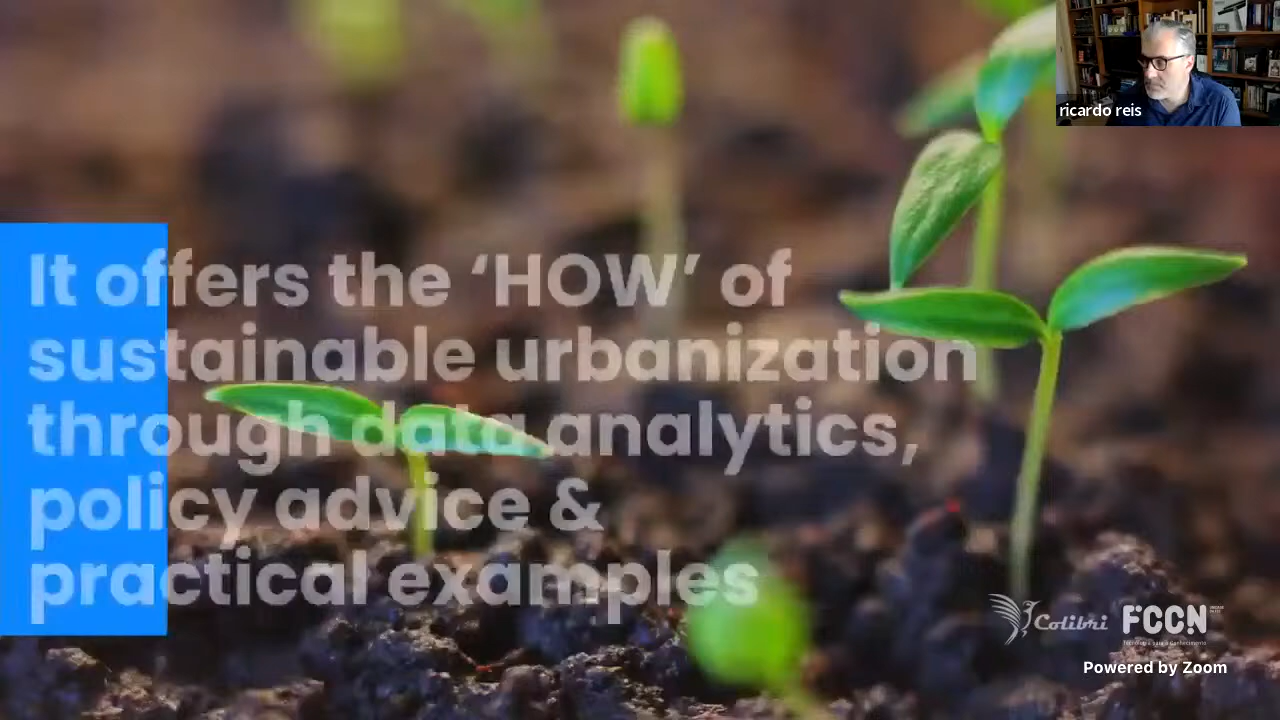 ricardo reis
It offers the ‘HOW’ of
sustainable urbanization
through data analytics,
policy advice &
practical examples
Colibri
FCCN
Powered by Zoom